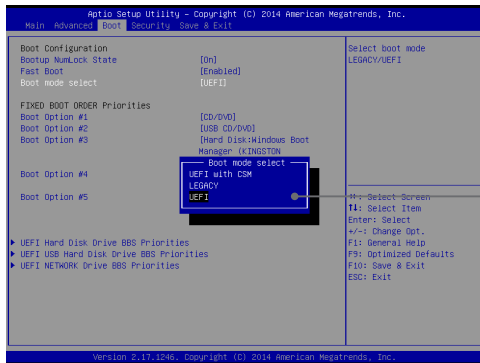 Aptio Setup Utility – Copyright (C) 2014 American Megatrends, Inc.
Main Advanced Boot Security Save & Exit
Boot Configuration
Bootup NumLock State [On]
Fast Boot [Enabled]
Boot mode select [UEFI]
FIXED BOOT ORDER Priorities
Boot Option #1 [CD/DVD]
Boot Option #2 [USB CD/DVD]
Boot Option #3 [Hard Disk:Windows Boot
Manager (KINGSTON
Boot Option #4
Boot Option #5
Boot mode select
UEFI with CSM
LEGACY
UEFI
▶ UEFI Hard Disk Drive BBS Priorities
▶ UEFI USB Hard Disk Drive BBS Priorities
▶ UEFI NETWORK Drive BBS Priorities
Select boot mode
LEGACY/UEFI
: Select Screen
↑↓: Select Item
Enter: Select
+/-: Change Opt.
F1: General Help
F9: Optimized Defaults
F10: Save & Exit
ESC: Exit
Version 2.17.1246. Copyright (C) 2014 American Megatrends, Inc.